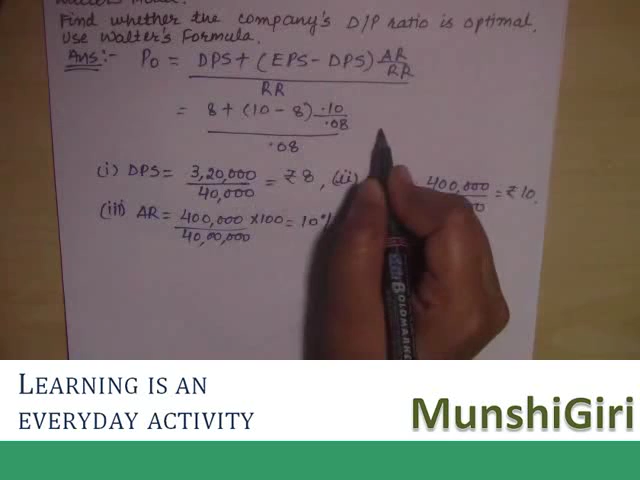 Find whether the company's D/P ratio is optimal.
Use Walter's Formula.
Ans:- P0 = DPS + (EPS - DPS) AR/RR
RR
= 8 + (10 - 8) .10/.08
.08
(i) DPS = 3,20,000/40,000 = ₹ 8, (ii) 400,000 = ₹ 10.
(iii) AR = 400,000/40,00,000 × 100 = 10%
BOLDMARKER
LEARNING IS AN
EVERYDAY ACTIVITY
MunshiGiri